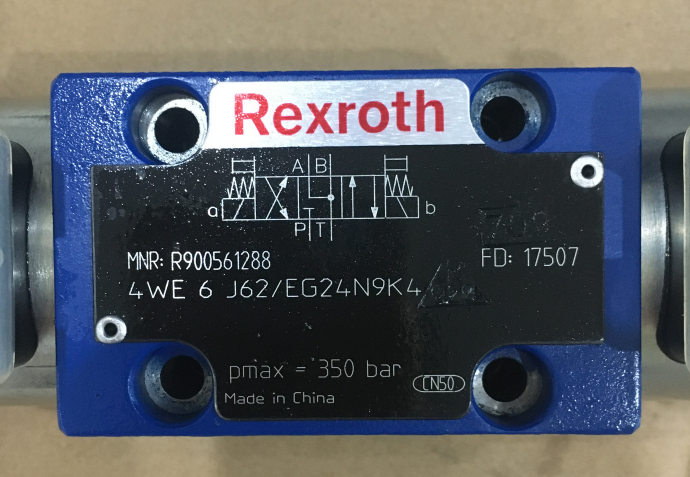 Rexroth
A B
a b
P T
MNR: R900561288 FD: 17507
4WE 6 J62/EG24N9K4
pmax = 350 bar
CN50
Made in China